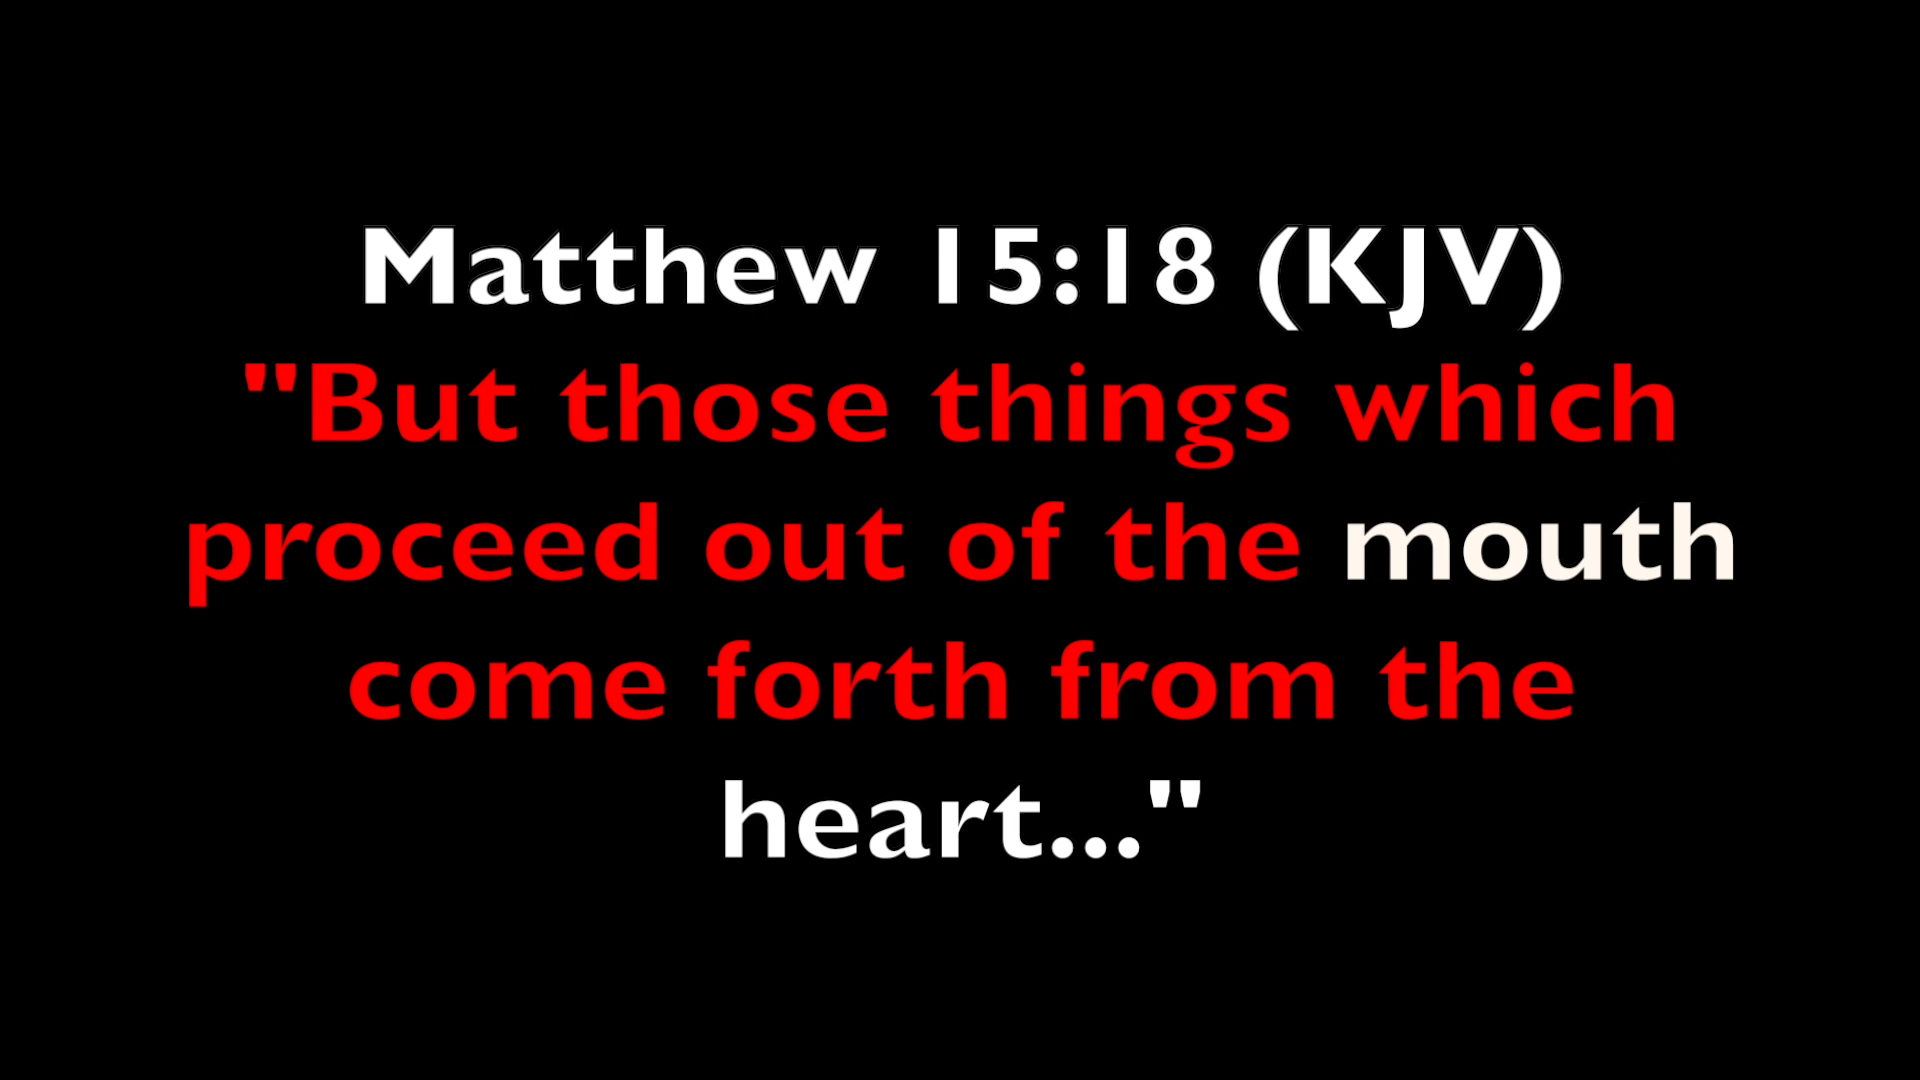 Matthew 15:18 (KJV)
"But those things which
proceed out of the mouth
come forth from the
heart..."